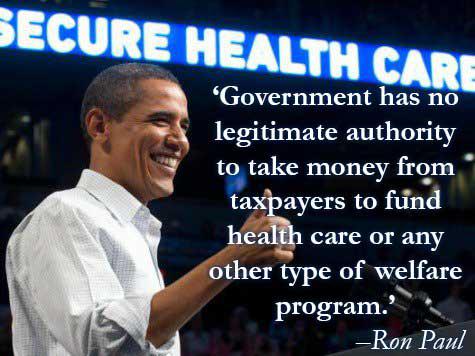 SECURE HEALTH CARE
‘Government has no
legitimate authority
to take money from
taxpayers to fund
health care or any
other type of welfare
program.’
–Ron Paul